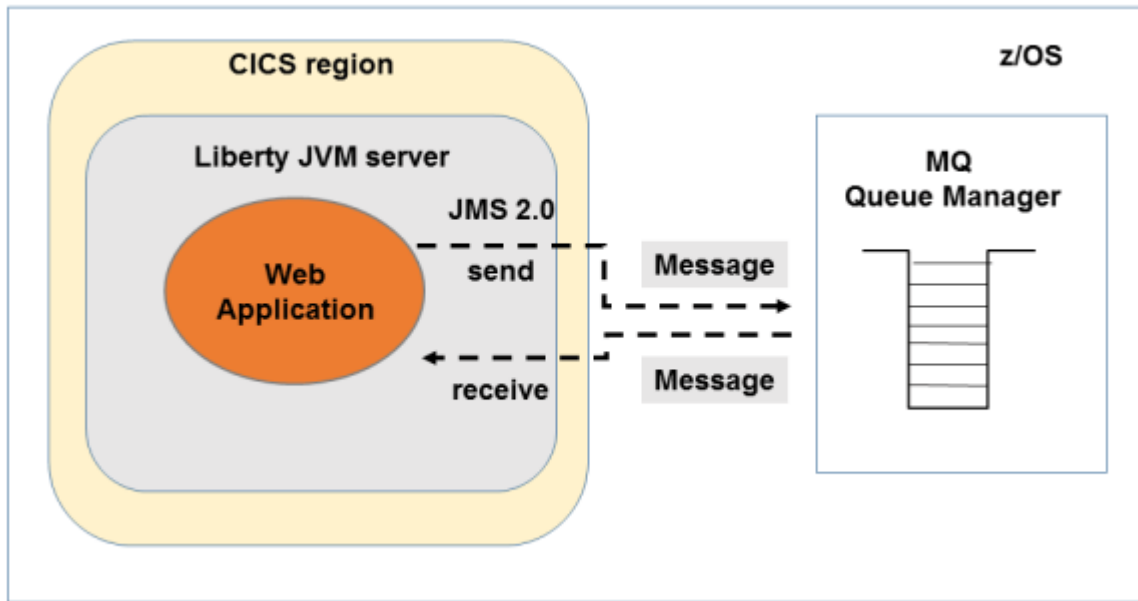 CICS region
z/OS
Liberty JVM server
MQ
Queue Manager
JMS 2.0
send
Message
Web
Application
receive
Message